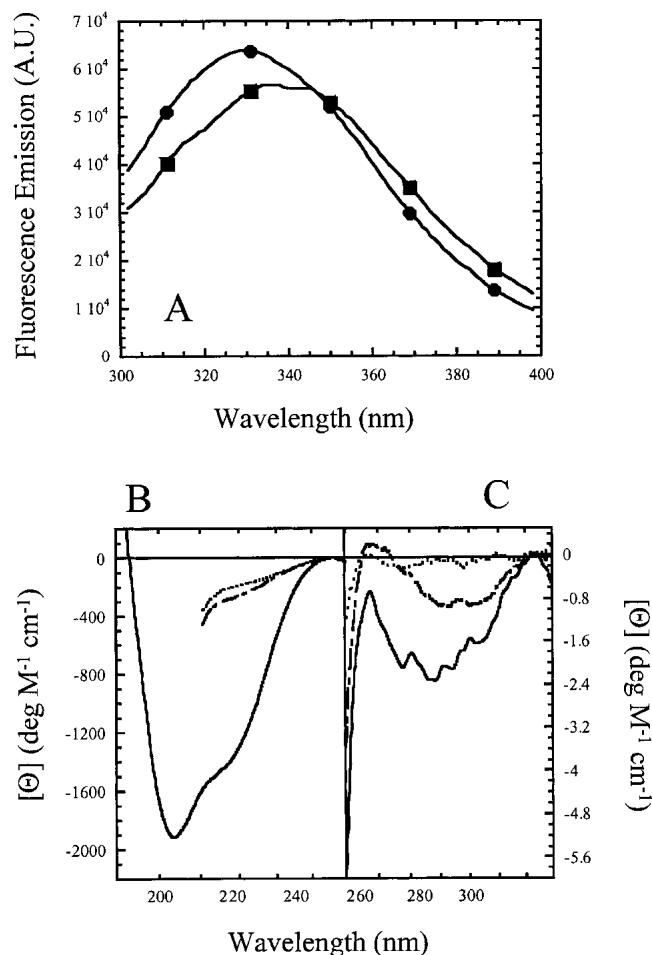 Fluorescence Emission (A.U.)
7 10⁴
6 10⁴
5 10⁴
4 10⁴
3 10⁴
2 10⁴
1 10⁴
0
A
300 320 340 360 380 400
Wavelength (nm)
B C
[Θ] (deg M⁻¹ cm⁻¹)
0
-400
-800
-1200
-1600
-2000
0
-0.8
-1.6
-2.4
-3.2
-4
-4.8
-5.6
[Θ] (deg M⁻¹ cm⁻¹)
200 220 240 260 260 280 300
Wavelength (nm)